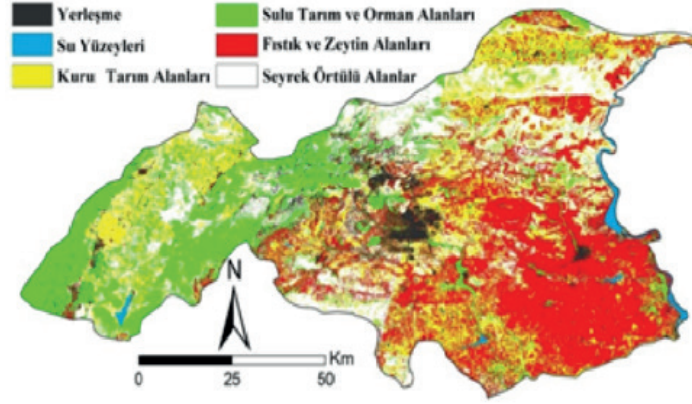 Yerleşme
Su Yüzeyleri
Kuru Tarım Alanları
Sulu Tarım ve Orman Alanları
Fıstık ve Zeytin Alanları
Seyrek Örtülü Alanlar
N
Km
0 25 50